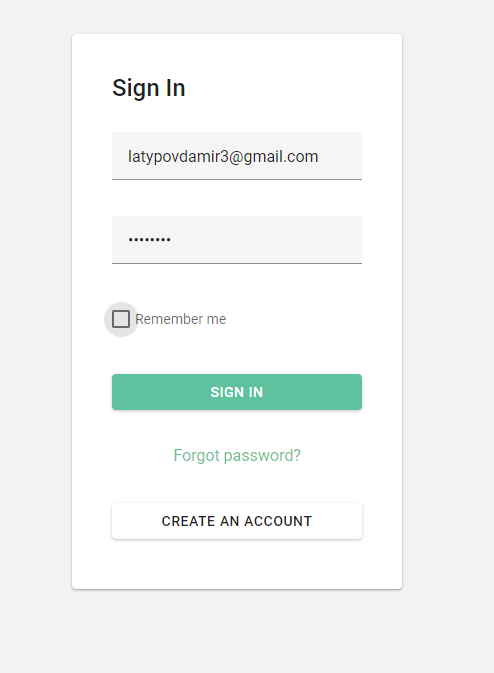 Sign In
latypovdamir3@gmail.com
••••••••
Remember me
SIGN IN
Forgot password?
CREATE AN ACCOUNT